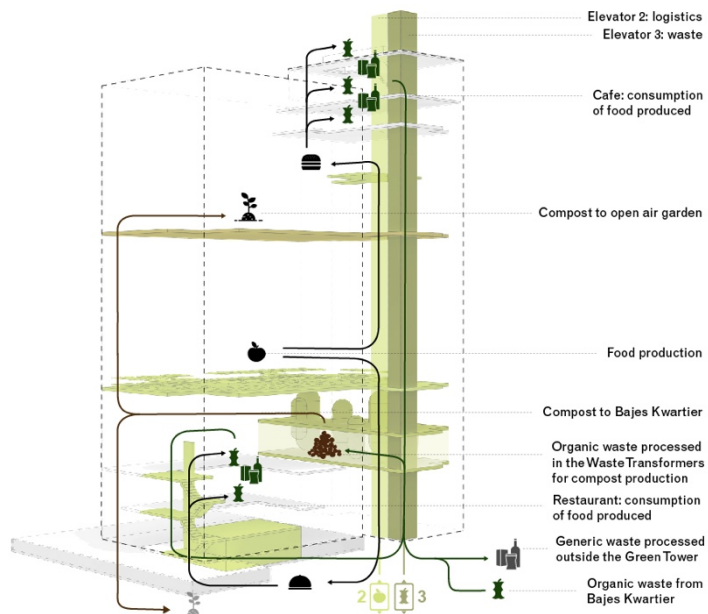 Elevator 2: logistics
Elevator 3: waste
Cafe: consumption
of food produced
Compost to open air garden
Food production
Compost to Bajes Kwartier
Organic waste processed
in the Waste Transformers
for compost production
Restaurant: consumption
of food produced
Generic waste processed
outside the Green Tower
Organic waste from
Bajes Kwartier
2 3